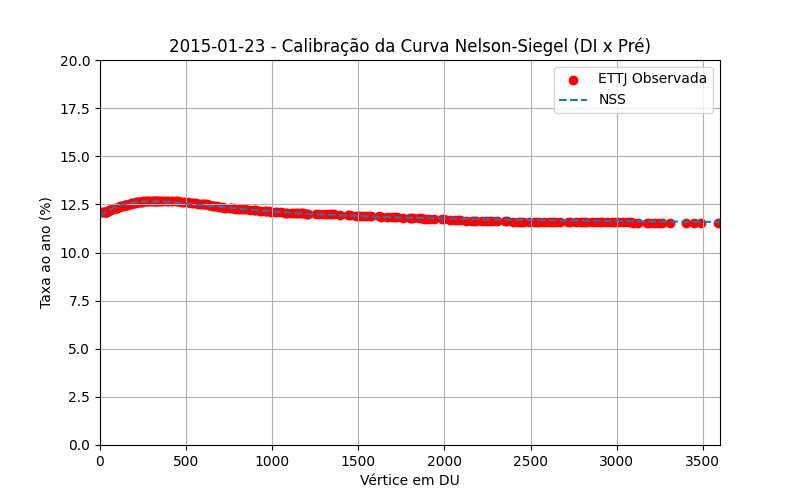 2015-01-23 - Calibração da Curva Nelson-Siegel (DI x Pré)
ETTJ Observada
NSS
Taxa ao ano (%)
20.0
17.5
15.0
12.5
10.0
7.5
5.0
2.5
0.0
0 500 1000 1500 2000 2500 3000 3500
Vértice em DU